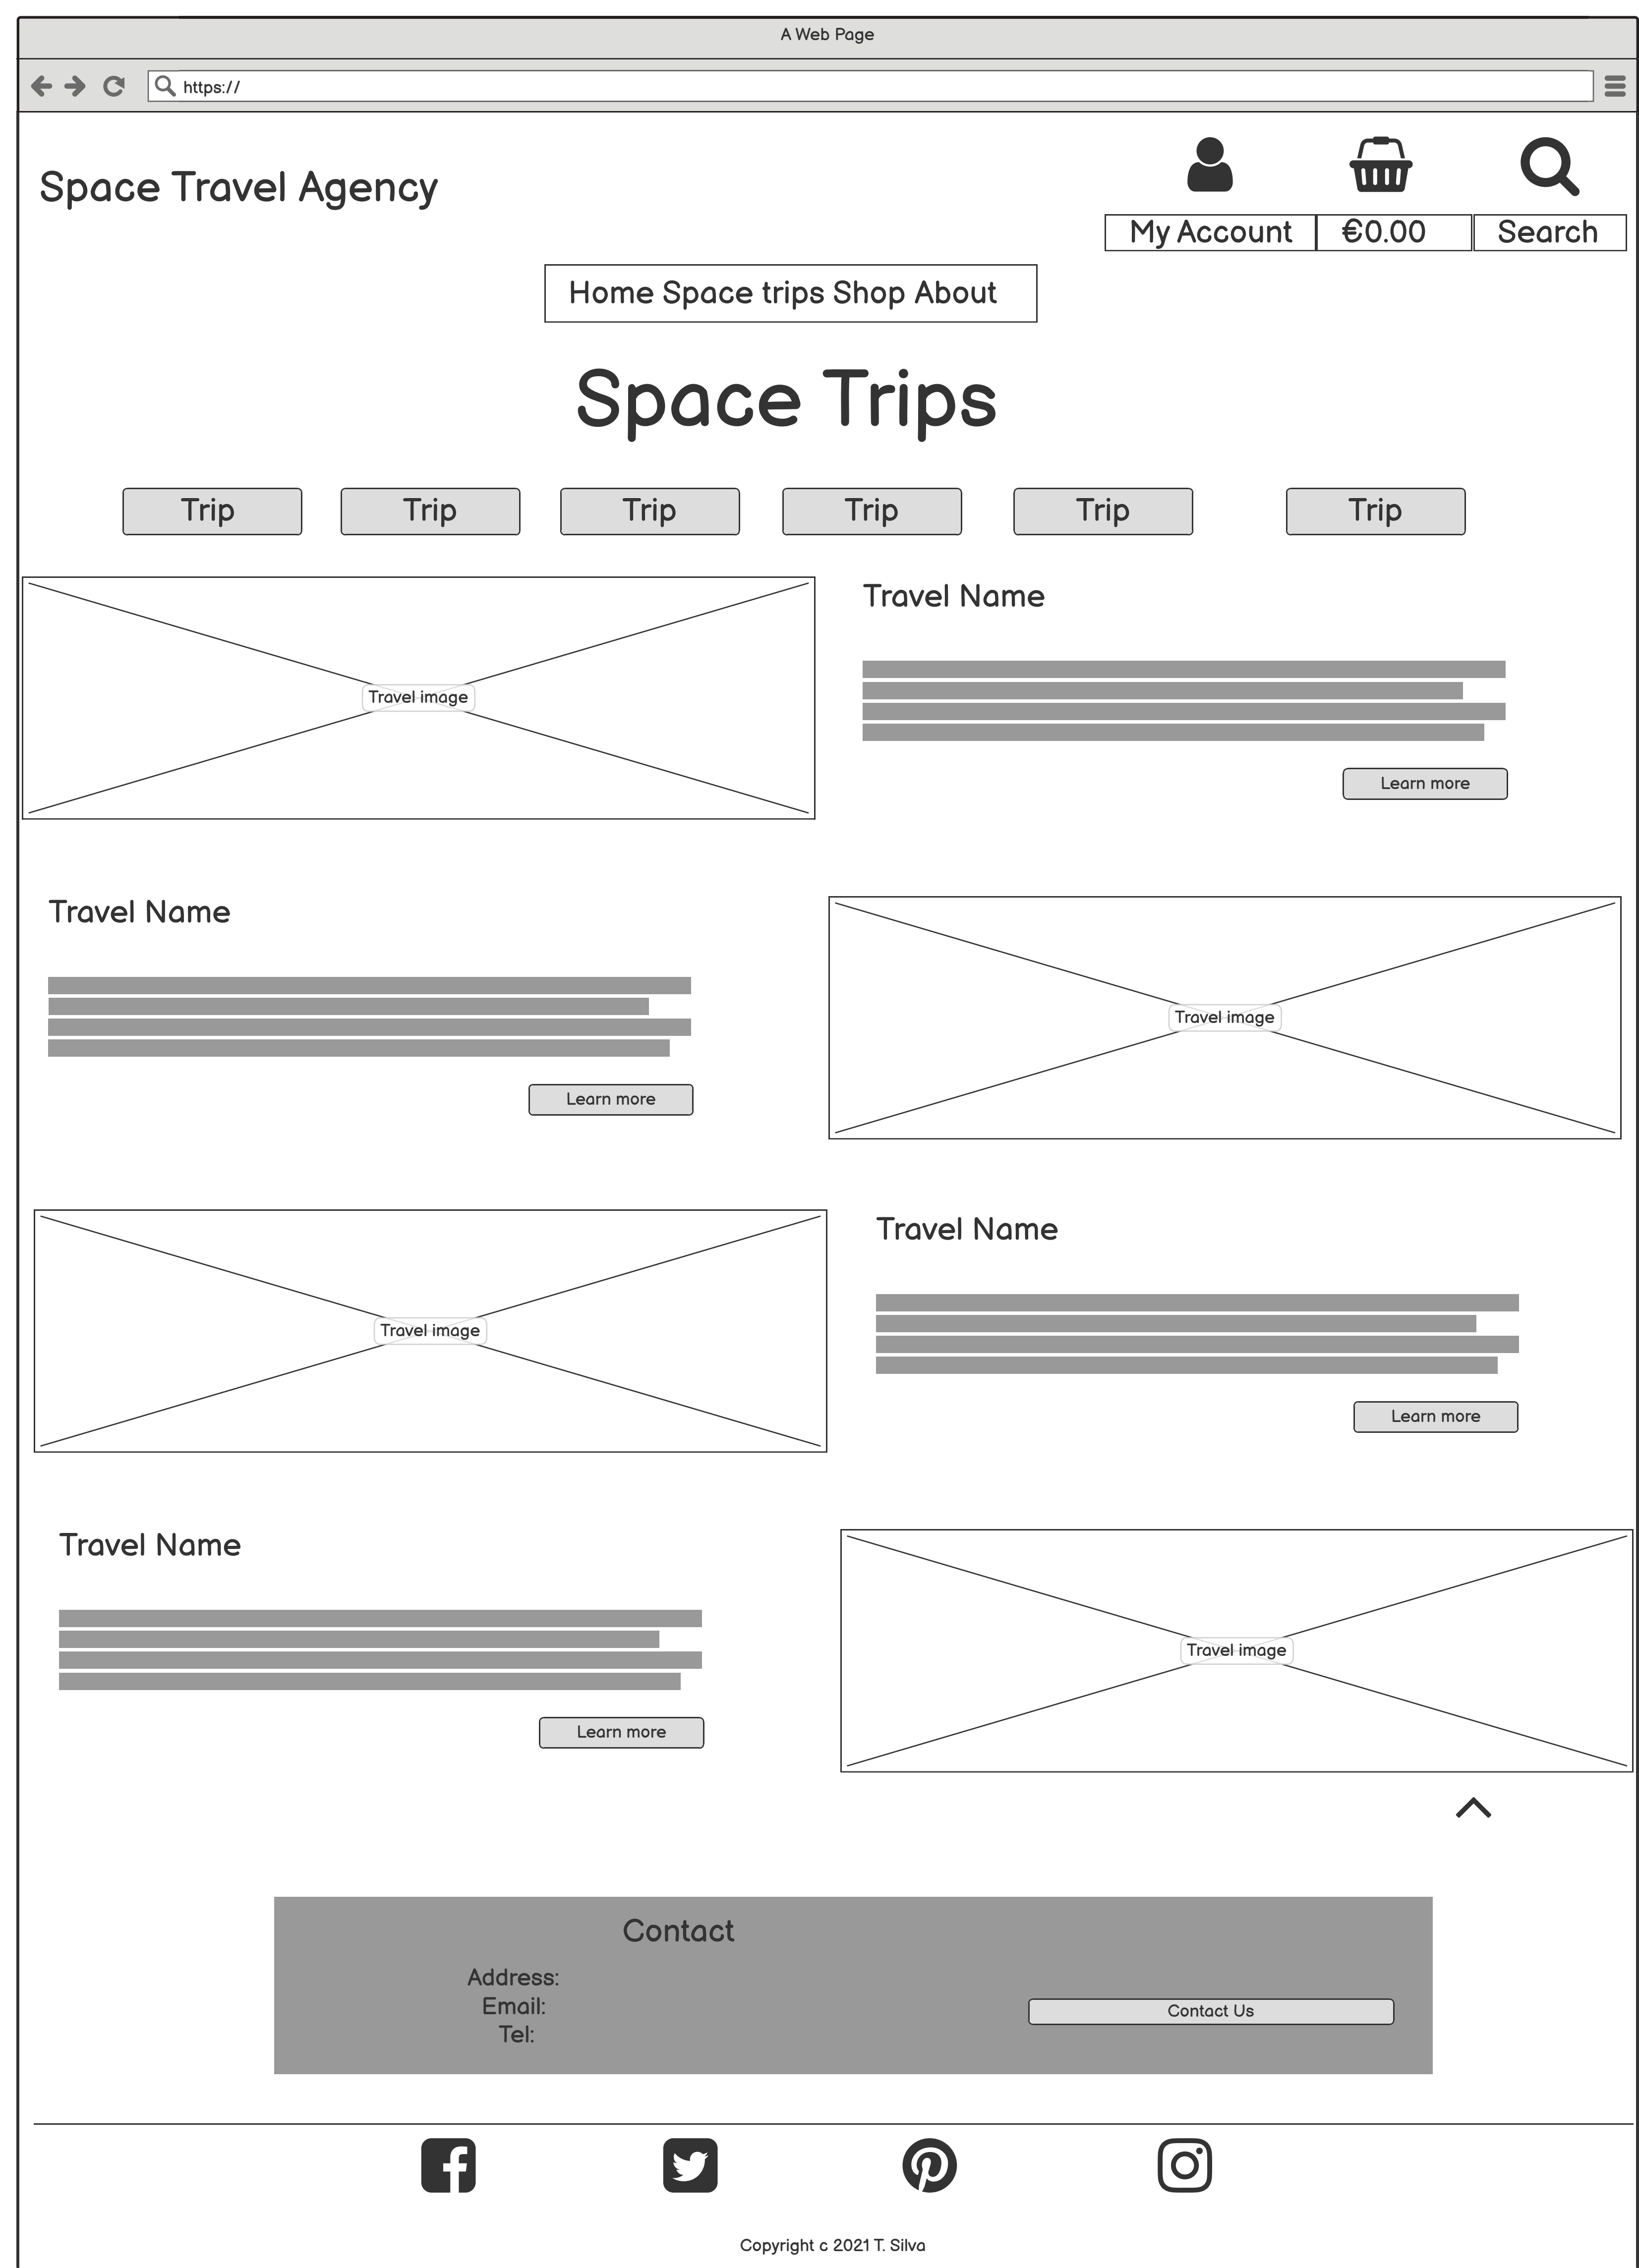 A Web Page
https://
Space Travel Agency
My Account €0.00 Search
Home Space trips Shop About
Space Trips
Trip Trip Trip Trip Trip Trip
Travel image
Travel Name
Learn more
Travel Name
Learn more
Travel image
Travel image
Travel Name
Learn more
Travel Name
Learn more
Travel image
Contact
Address:
Email:
Tel:
Contact Us
Copyright c 2021 T. Silva